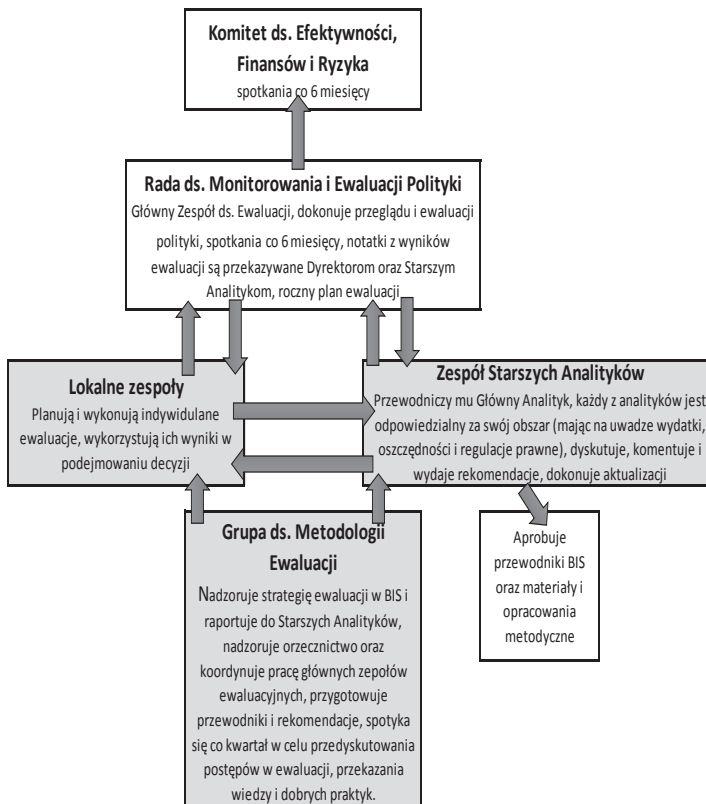 Komitet ds. Efektywności,
Finansów i Ryzyka
spotkania co 6 miesięcy
Rada ds. Monitorowania i Ewaluacji Polityki
Główny Zespół ds. Ewaluacji, dokonuje przeglądu i ewaluacji
polityki, spotkania co 6 miesięcy, notatki z wyników
ewaluacji są przekazywane Dyrektorom oraz Starszym
Analitykom, roczny plan ewaluacji
Lokalne zespoły
Planują i wykonują indywidulane
ewaluacje, wykorzystują ich wyniki w
podejmowaniu decyzji
Zespół Starszych Analityków
Przewodniczy mu Główny Analityk, każdy z analityków jest
odpowiedzialny za swój obszar (mając na uwadze wydatki,
oszczędności i regulacje prawne), dyskutuje, komentuje i
wydaje rekomendacje, dokonuje aktualizacji
Grupa ds. Metodologii
Ewaluacji
Nadzoruje strategię ewaluacji w BIS i
raportuje do Starszych Analityków,
nadzoruje orzecznictwo oraz
koordynuje pracę głównych zepołów
ewaluacyjnych, przygotowuje
przewodniki i rekomendacje, spotyka
się co kwartał w celu przedyskutowania
postępów w ewaluacji, przekazania
wiedzy i dobrych praktyk.
Aprobuje
przewodniki BIS
oraz materiały i
opracowania
metodyczne